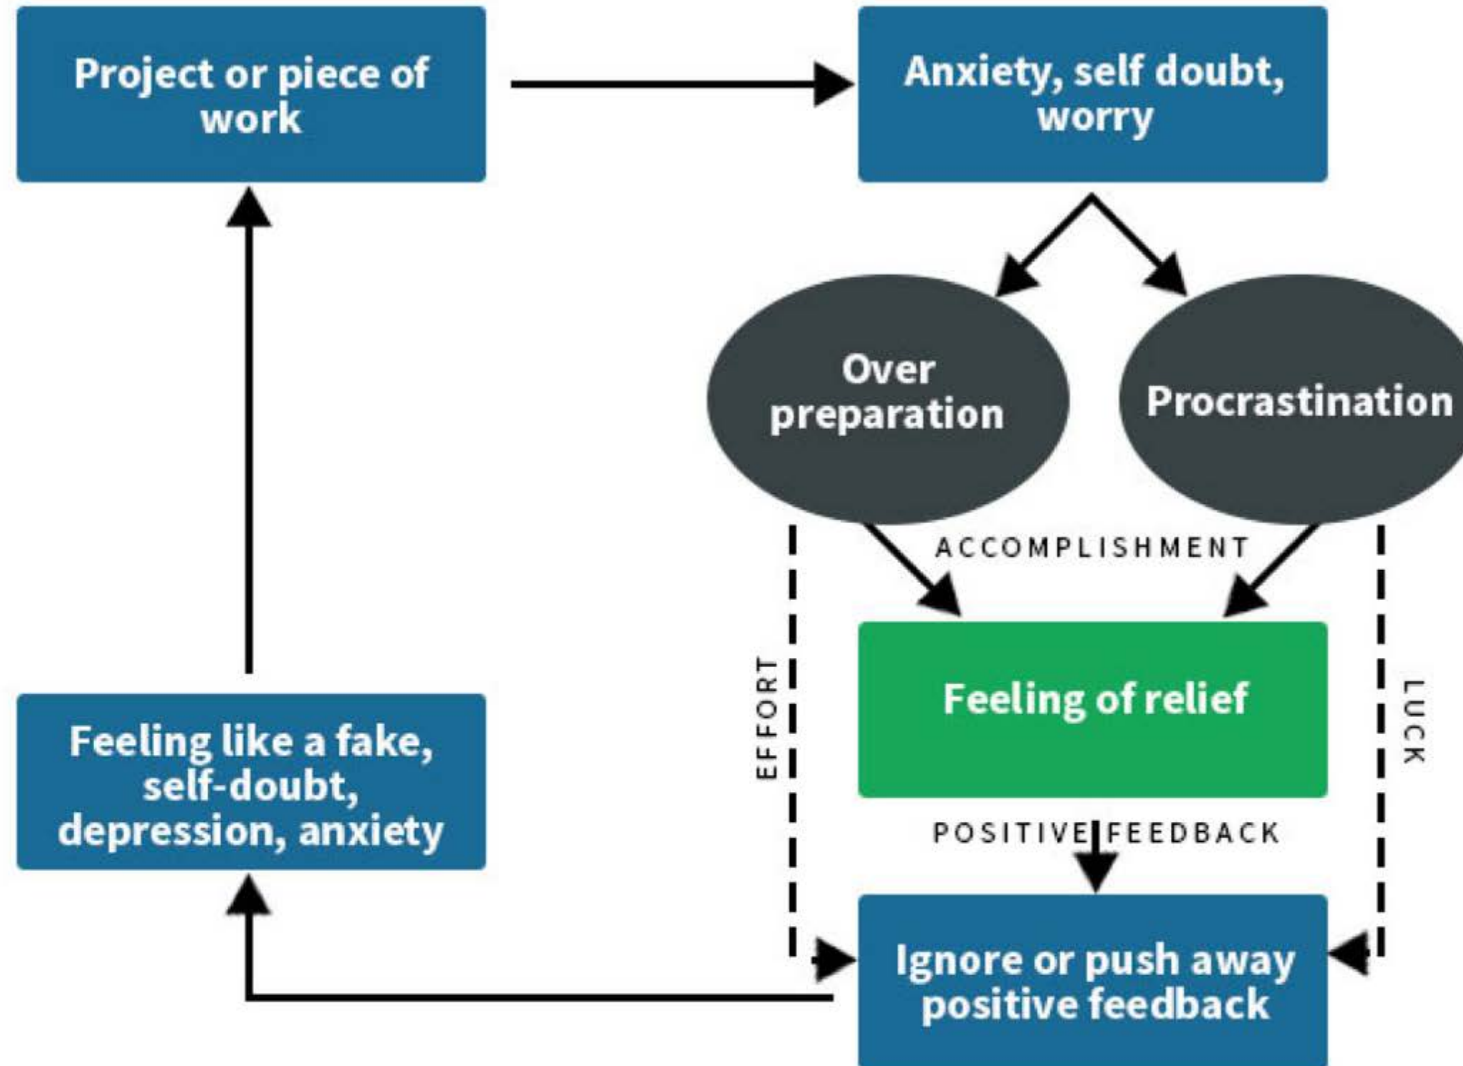 Project or piece of
work
Anxiety, self doubt,
worry
Over
preparation
Procrastination
ACCOMPLISHMENT
EFFORT
LUCK
Feeling of relief
POSITIVE FEEDBACK
Feeling like a fake,
self-doubt,
depression, anxiety
Ignore or push away
positive feedback